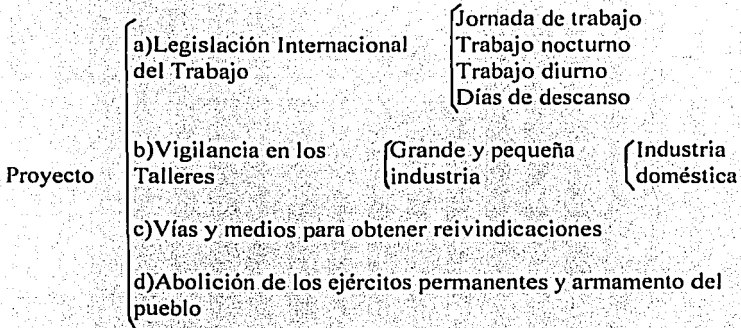 Proyecto
a)Legislación Internacional
del Trabajo
Jornada de trabajo
Trabajo nocturno
Trabajo diurno
Días de descanso
b)Vigilancia en los
Talleres
Grande y pequeña
industria
Industria
doméstica
c)Vías y medios para obtener reivindicaciones
d)Abolición de los ejércitos permanentes y armamento del
pueblo